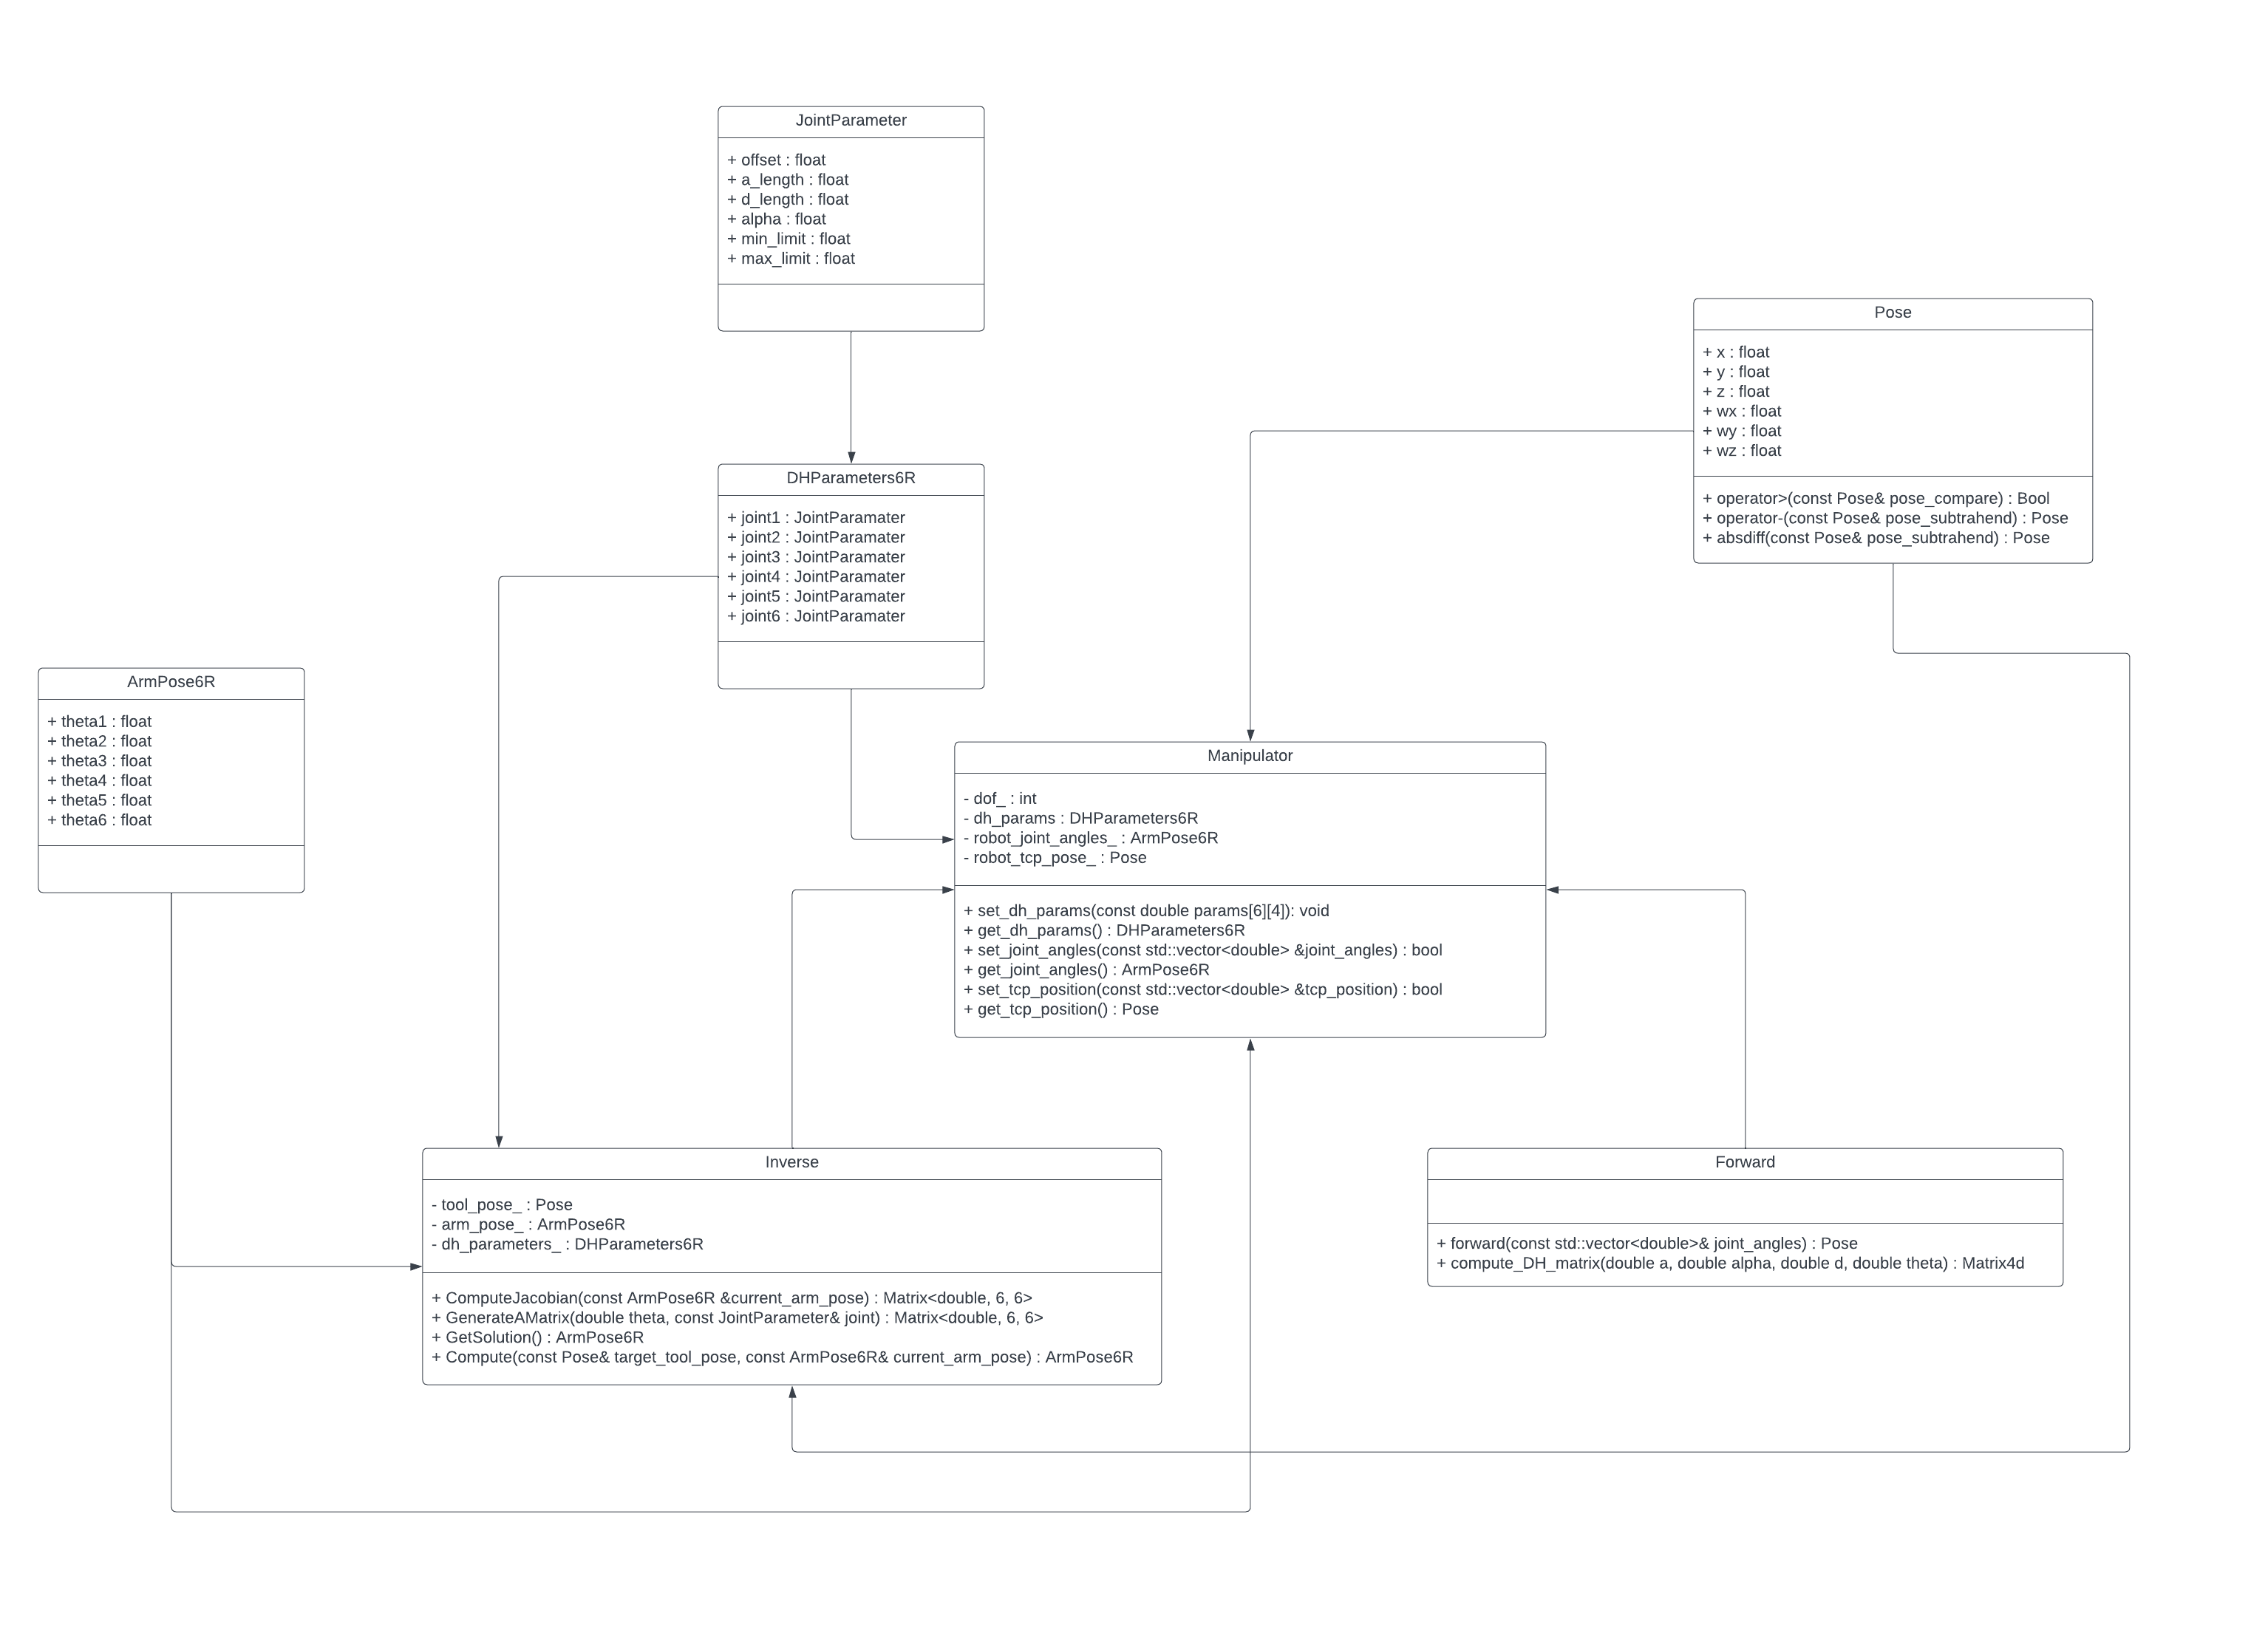 JointParameter
+ offset : float
+ a_length : float
+ d_length : float
+ alpha : float
+ min_limit : float
+ max_limit : float
Pose
+ x : float
+ y : float
+ z : float
+ wx : float
+ wy : float
+ wz : float
+ operator>(const Pose& pose_compare) : Bool
+ operator-(const Pose& pose_subtrahend) : Pose
+ absdiff(const Pose& pose_subtrahend) : Pose
DHParameters6R
+ joint1 : JointParamater
+ joint2 : JointParamater
+ joint3 : JointParamater
+ joint4 : JointParamater
+ joint5 : JointParamater
+ joint6 : JointParamater
ArmPose6R
+ theta1 : float
+ theta2 : float
+ theta3 : float
+ theta4 : float
+ theta5 : float
+ theta6 : float
Manipulator
- dof_ : int
- dh_params : DHParameters6R
- robot_joint_angles_ : ArmPose6R
- robot_tcp_pose_ : Pose
+ set_dh_params(const double params[6][4]): void
+ get_dh_params() : DHParameters6R
+ set_joint_angles(const std::vector<double> &joint_angles) : bool
+ get_joint_angles() : ArmPose6R
+ set_tcp_position(const std::vector<double> &tcp_position) : bool
+ get_tcp_position() : Pose
Inverse
- tool_pose_ : Pose
- arm_pose_ : ArmPose6R
- dh_parameters_ : DHParameters6R
+ ComputeJacobian(const ArmPose6R &current_arm_pose) : Matrix<double, 6, 6>
+ GenerateAMatrix(double theta, const JointParameter& joint) : Matrix<double, 6, 6>
+ GetSolution() : ArmPose6R
+ Compute(const Pose& target_tool_pose, const ArmPose6R& current_arm_pose) : ArmPose6R
Forward
+ forward(const std::vector<double>& joint_angles) : Pose
+ compute_DH_matrix(double a, double alpha, double d, double theta) : Matrix4d